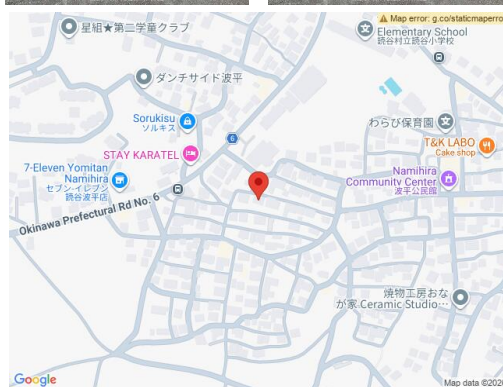 Map error: g.co/staticmaperro
星組★第二学童クラブ
Elementary School
読谷村立読谷小学校
ダンチサイド波平
Sorukisu
ソルキス
6
わらび保育園
T&K LABO
Cake shop
STAY KARATEL
7-Eleven Yomitan
Namihira
セブン-イレブン
読谷波平店
Namihira
Community Center
波平公民館
Okinawa Prefectural Rd No. 6
焼物工房おな
が家 Ceramic Studio…
Google
Map data ©202